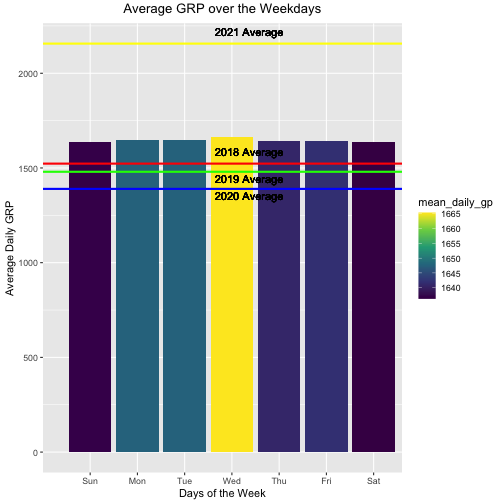 Average GRP over the Weekdays
2021 Average
2018 Average
2019 Average
2020 Average
2000
1500
1000
500
0
Average Daily GRP
Sun Mon Tue Wed Thu Fri Sat
Days of the Week
mean_daily_gp
1665
1660
1655
1650
1645
1640